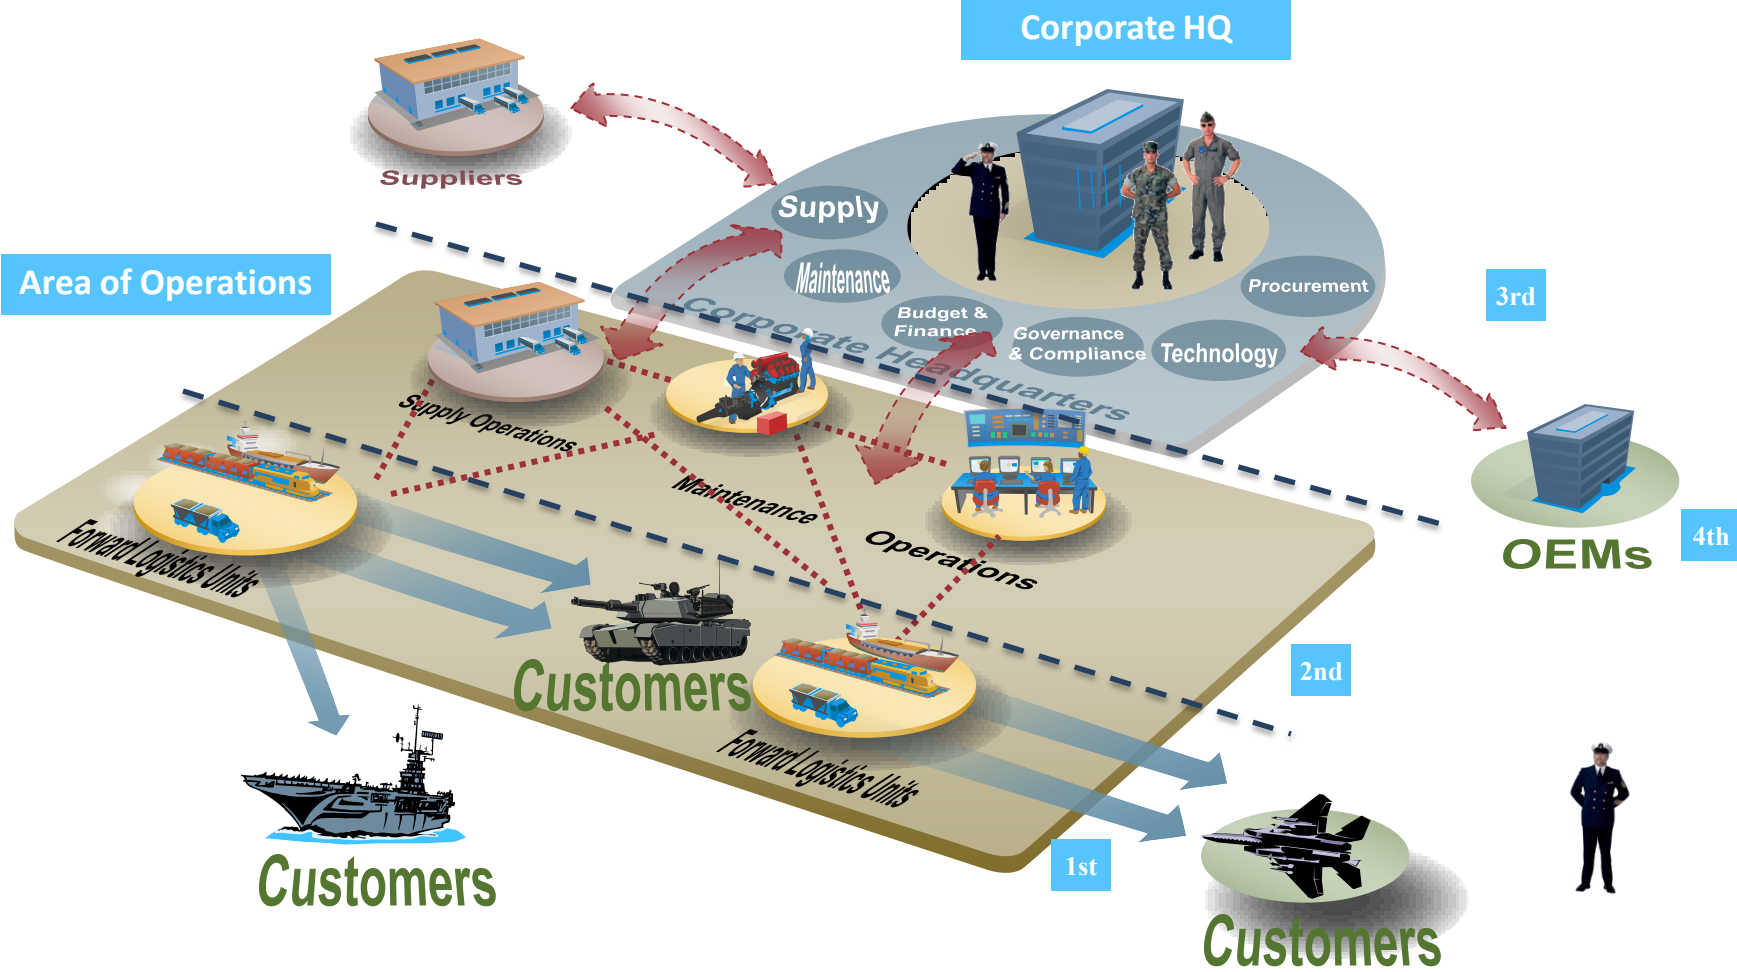 Corporate HQ
Suppliers
Supply
Area of Operations
Maintenance
Procurement
3rd
Budget &
Finance
Governance
& Compliance
Technology
Corporate Headquarters
Supply Operations
Maintenance
Operations
Forward Logistics Units
OEMs
4th
Customers
2nd
Forward Logistics Units
1st
Customers
Customers